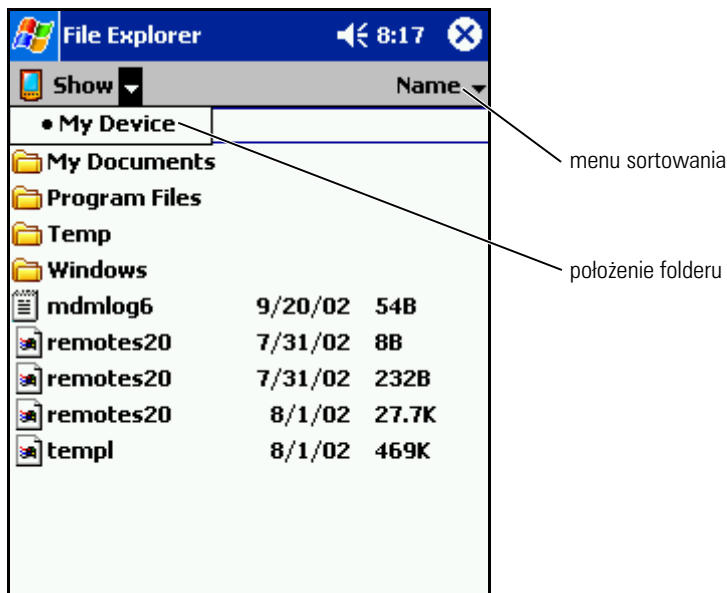 File Explorer 8:17
Show Name
• My Device
menu sortowania
My Documents
Program Files
Temp
Windows
położenie folderu
mdmlog6 9/20/02 54B
remotes20 7/31/02 8B
remotes20 7/31/02 232B
remotes20 8/1/02 27.7K
templ 8/1/02 469K